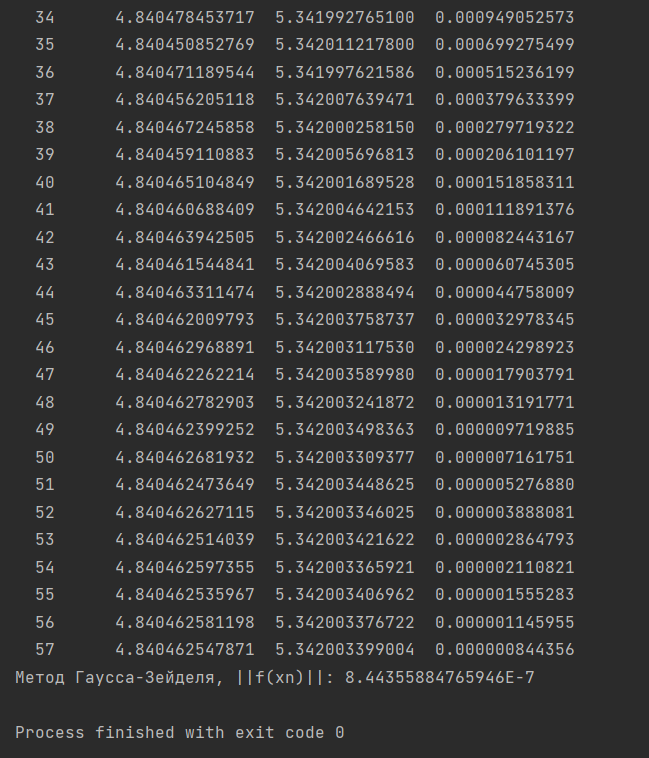 34 4.840478453717 5.341992765100 0.000949052573
35 4.840450852769 5.342011217800 0.000699275499
36 4.840471189544 5.341997621586 0.000515236199
37 4.840456205118 5.342007639471 0.000379633399
38 4.840467245858 5.342000258150 0.000279719322
39 4.840459110883 5.342005696813 0.000206101197
40 4.840465104849 5.342001689528 0.000151858311
41 4.840460688409 5.342004642153 0.000111891376
42 4.840463942505 5.342002466616 0.000082443167
43 4.840461544841 5.342004069583 0.000060745305
44 4.840463311474 5.342002888494 0.000044758009
45 4.840462009793 5.342003758737 0.000032978345
46 4.840462968891 5.342003117530 0.000024298923
47 4.840462262214 5.342003589980 0.000017903791
48 4.840462782903 5.342003241872 0.000013191771
49 4.840462399252 5.342003498363 0.000009719885
50 4.840462681932 5.342003309377 0.000007161751
51 4.840462473649 5.342003448625 0.000005276880
52 4.840462627115 5.342003346025 0.000003888081
53 4.840462514039 5.342003421622 0.000002864793
54 4.840462597355 5.342003365921 0.000002110821
55 4.840462535967 5.342003406962 0.000001555283
56 4.840462581198 5.342003376722 0.000001145955
57 4.840462547871 5.342003399004 0.000000844356
Метод Гаусса-Зейделя, ||f(xn)||: 8.44355884765946E-7
Process finished with exit code 0